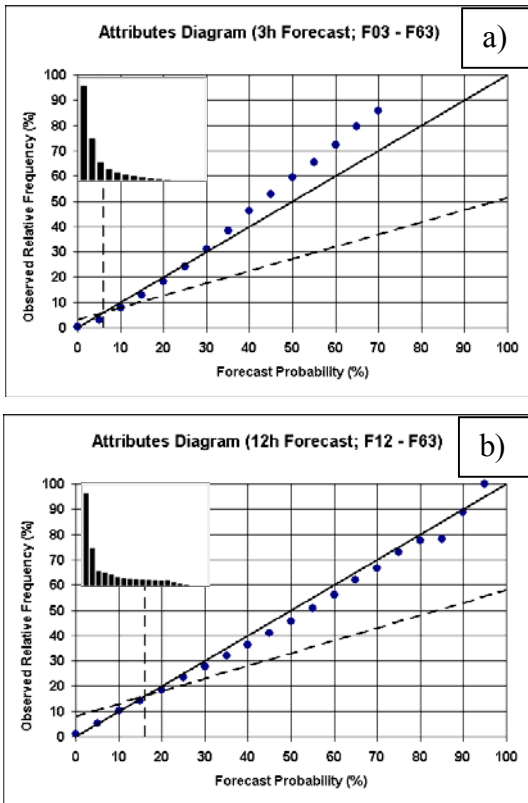 Attributes Diagram (3h Forecast; F03 - F63)
a)
Observed Relative Frequency (%)
100
90
80
70
60
50
40
30
20
10
0
0 10 20 30 40 50 60 70 80 90 100
Forecast Probability (%)
Attributes Diagram (12h Forecast; F12 - F63)
b)
Observed Relative Frequency (%)
100
90
80
70
60
50
40
30
20
10
0
0 10 20 30 40 50 60 70 80 90 100
Forecast Probability (%)